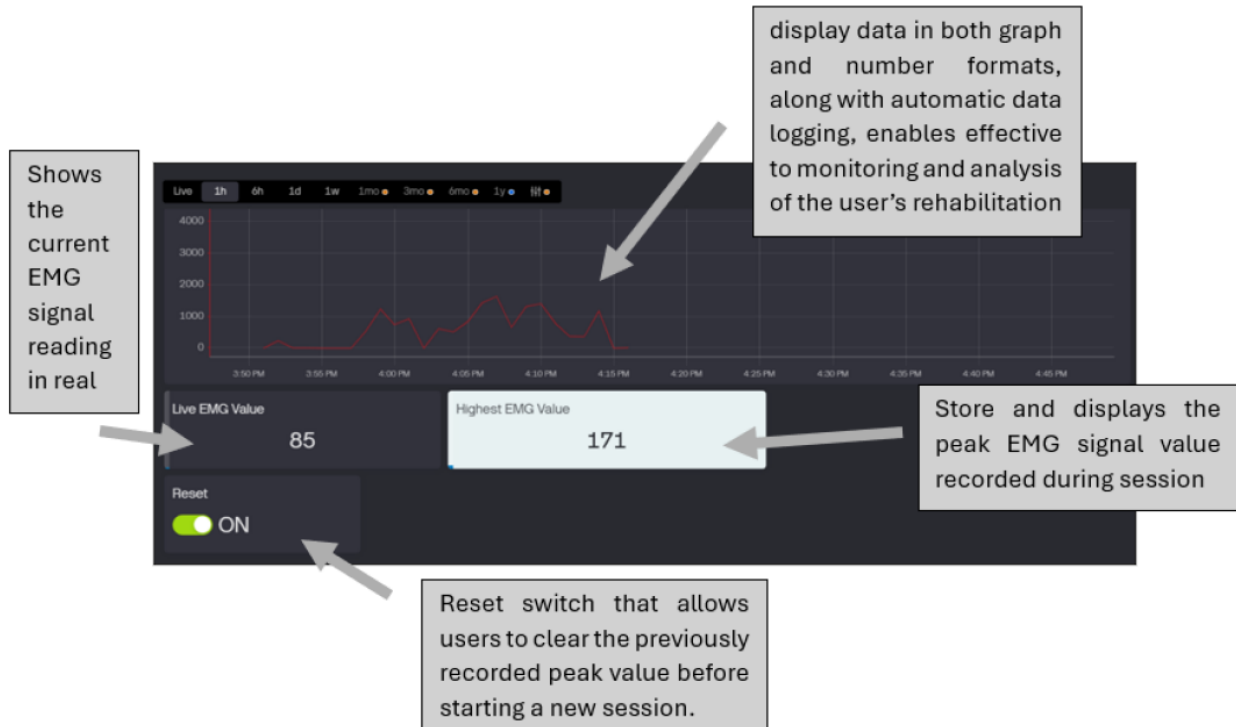 display data in both graph
and number formats,
along with automatic data
logging, enables effective
to monitoring and analysis
of the user’s rehabilitation
Shows
the
current
EMG
signal
reading
in real
Live 1h 6h 1d 1w 1mo 3mo 6mo 1y
4000
3000
2000
1000
0
3:50 PM 3:55 PM 4:00 PM 4:05 PM 4:10 PM 4:15 PM 4:20 PM 4:25 PM 4:30 PM 4:35 PM 4:40 PM 4:45 PM
Live EMG Value
85
Highest EMG Value
171
Store and displays the
peak EMG signal value
recorded during session
Reset
ON
Reset switch that allows
users to clear the previously
recorded peak value before
starting a new session.